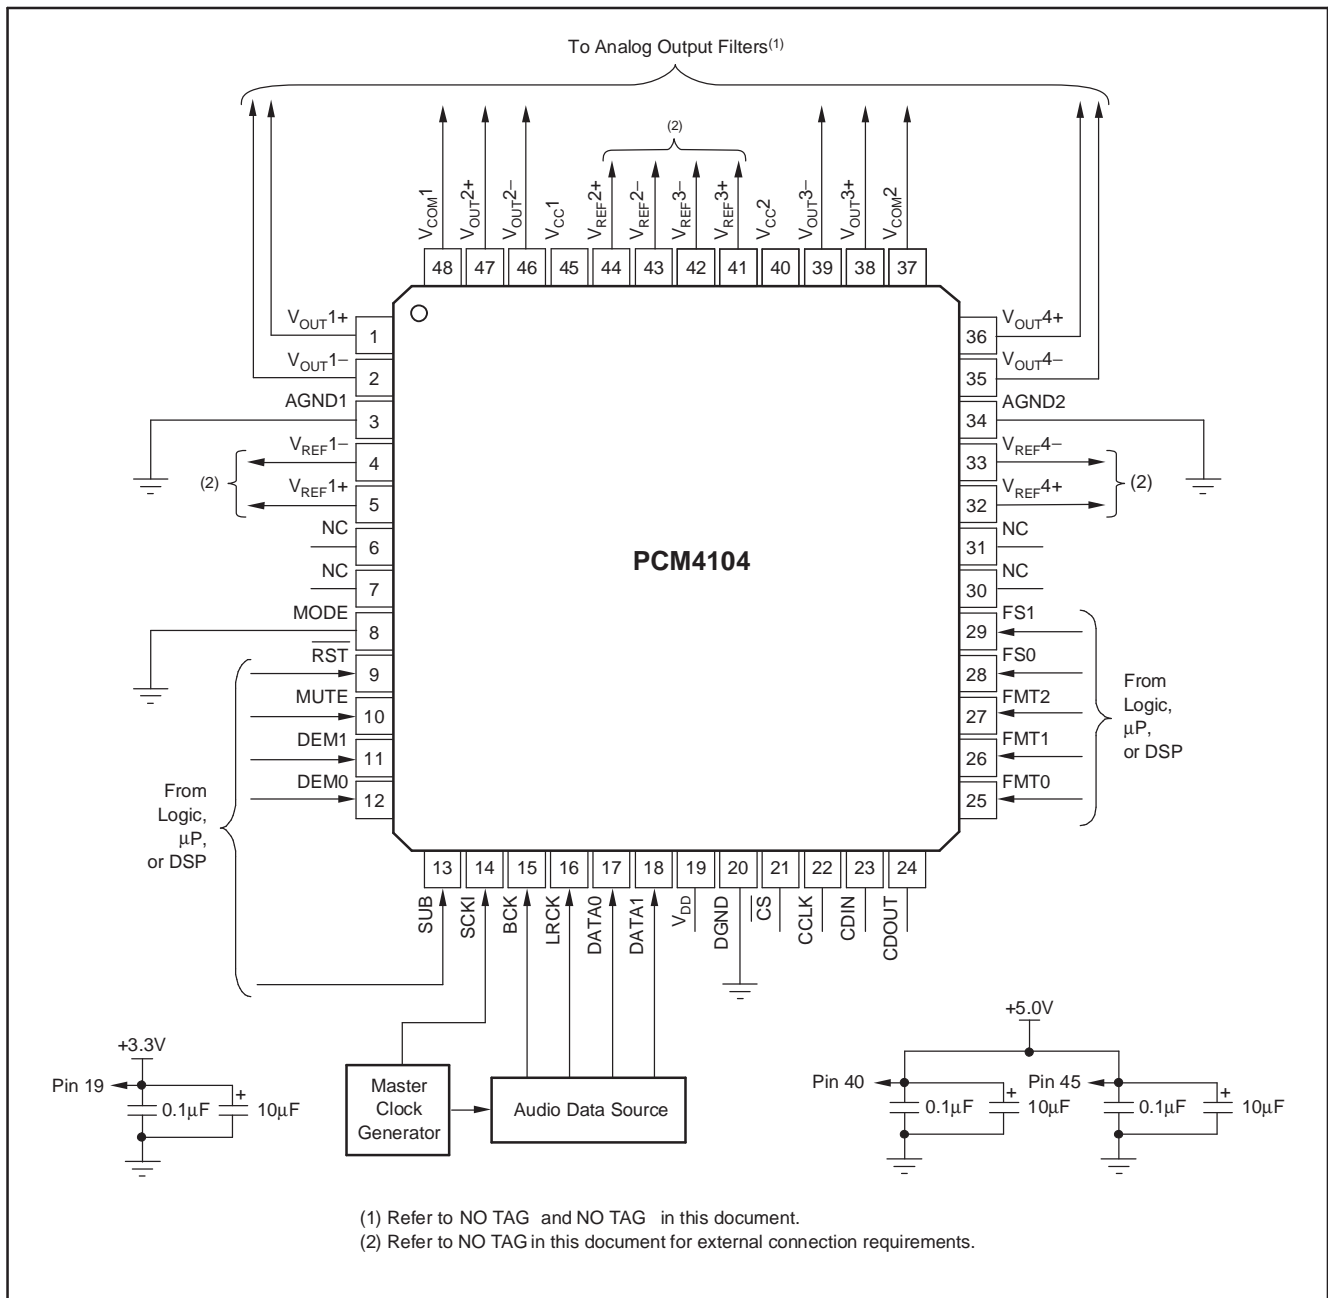 To Analog Output Filters(1)
(2)
VCOM1
VOUT2+
VOUT2−
VCC1
VREF2+
VREF2−
VREF3−
VREF3+
VCC2
VOUT3−
VOUT3+
VCOM2
48 47 46 45 44 43 42 41 40 39 38 37
VOUT1+ 1
VOUT1− 2
AGND1 3
VREF1− 4
(2)
VREF1+ 5
NC 6
NC 7
MODE 8
RST 9
MUTE 10
DEM1 11
DEM0 12
From
Logic,
μP,
or DSP
PCM4104
36 VOUT4+
35 VOUT4−
34 AGND2
33 VREF4−
(2)
32 VREF4+
31 NC
30 NC
29 FS1
28 FS0
27 FMT2
26 FMT1
25 FMT0
From
Logic,
μP,
or DSP
13 14 15 16 17 18 19 20 21 22 23 24
SUB
SCKI
BCK
LRCK
DATA0
DATA1
VDD
DGND
CS
CCLK
CDIN
CDOUT
+3.3V
Pin 19
0.1μF
+
10μF
Master
Clock
Generator
Audio Data Source
+5.0V
Pin 40
0.1μF
+
10μF
Pin 45
0.1μF
+
10μF
(1) Refer to NO TAG and NO TAG in this document.
(2) Refer to NO TAG in this document for external connection requirements.